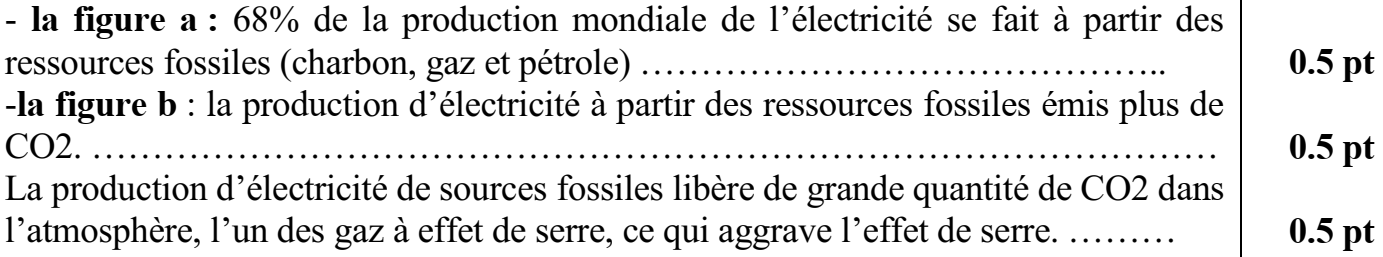 - la figure a : 68% de la production mondiale de l’électricité se fait à partir des
ressources fossiles (charbon, gaz et pétrole) ……………………………………………..
0.5 pt
-la figure b : la production d’électricité à partir des ressources fossiles émis plus de
CO2. …………………………………………………………………………………………………
0.5 pt
La production d’électricité de sources fossiles libère de grande quantité de CO2 dans
l’atmosphère, l’un des gaz à effet de serre, ce qui aggrave l’effet de serre. ………
0.5 pt